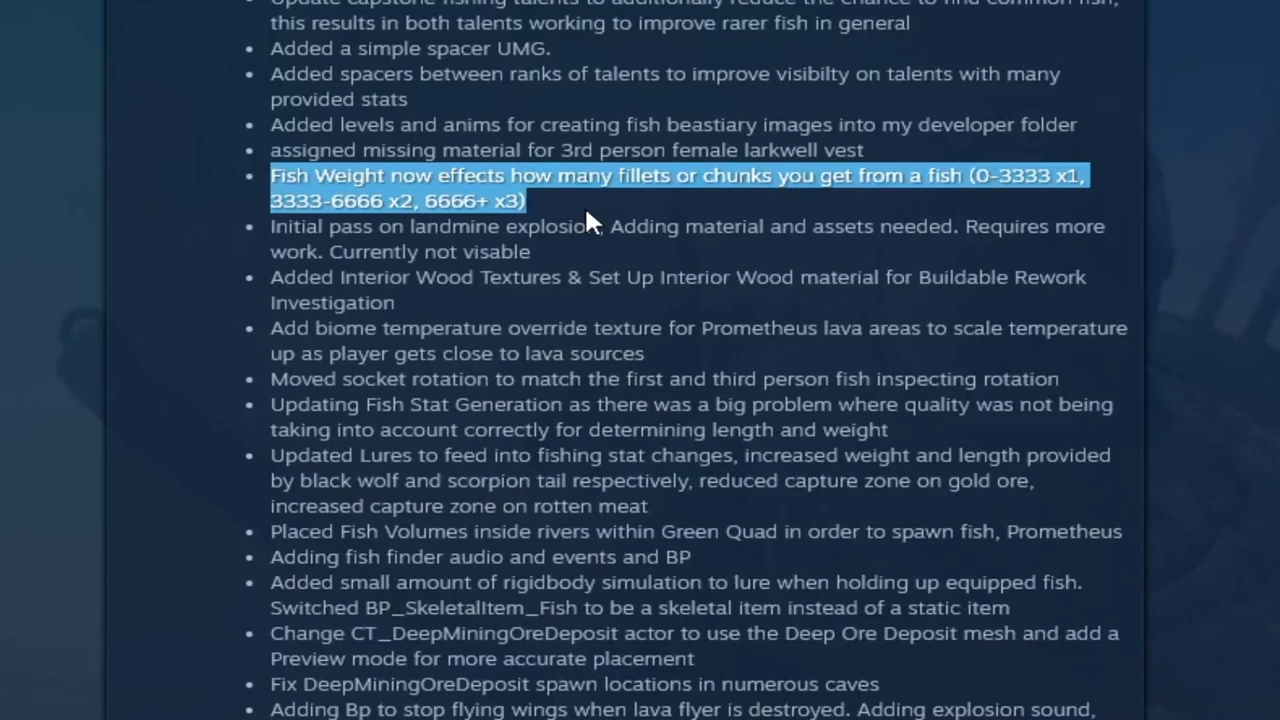 Update capstone fishing talents to additionally reduce the chance to find common fish,
this results in both talents working to improve rarer fish in general
Added a simple spacer UMG.
Added spacers between ranks of talents to improve visibilty on talents with many
provided stats
Added levels and anims for creating fish beastiary images into my developer folder
assigned missing material for 3rd person female larkwell vest
Fish Weight now effects how many fillets or chunks you get from a fish (0-3333 x1,
3333-6666 x2, 6666+ x3)
Initial pass on landmine explosion, Adding material and assets needed. Requires more
work. Currently not visable
Added Interior Wood Textures & Set Up Interior Wood material for Buildable Rework
Investigation
Add biome temperature override texture for Prometheus lava areas to scale temperature
up as player gets close to lava sources
Moved socket rotation to match the first and third person fish inspecting rotation
Updating Fish Stat Generation as there was a big problem where quality was not being
taking into account correctly for determining length and weight
Updated Lures to feed into fishing stat changes, increased weight and length provided
by black wolf and scorpion tail respectively, reduced capture zone on gold ore,
increased capture zone on rotten meat
Placed Fish Volumes inside rivers within Green Quad in order to spawn fish, Prometheus
Adding fish finder audio and events and BP
Added small amount of rigidbody simulation to lure when holding up equipped fish.
Switched BP_SkeletalItem_Fish to be a skeletal item instead of a static item
Change CT_DeepMiningOreDeposit actor to use the Deep Ore Deposit mesh and add a
Preview mode for more accurate placement
Fix DeepMiningOreDeposit spawn locations in numerous caves
Adding Bp to stop flying wings when lava flyer is destroyed. Adding explosion sound,